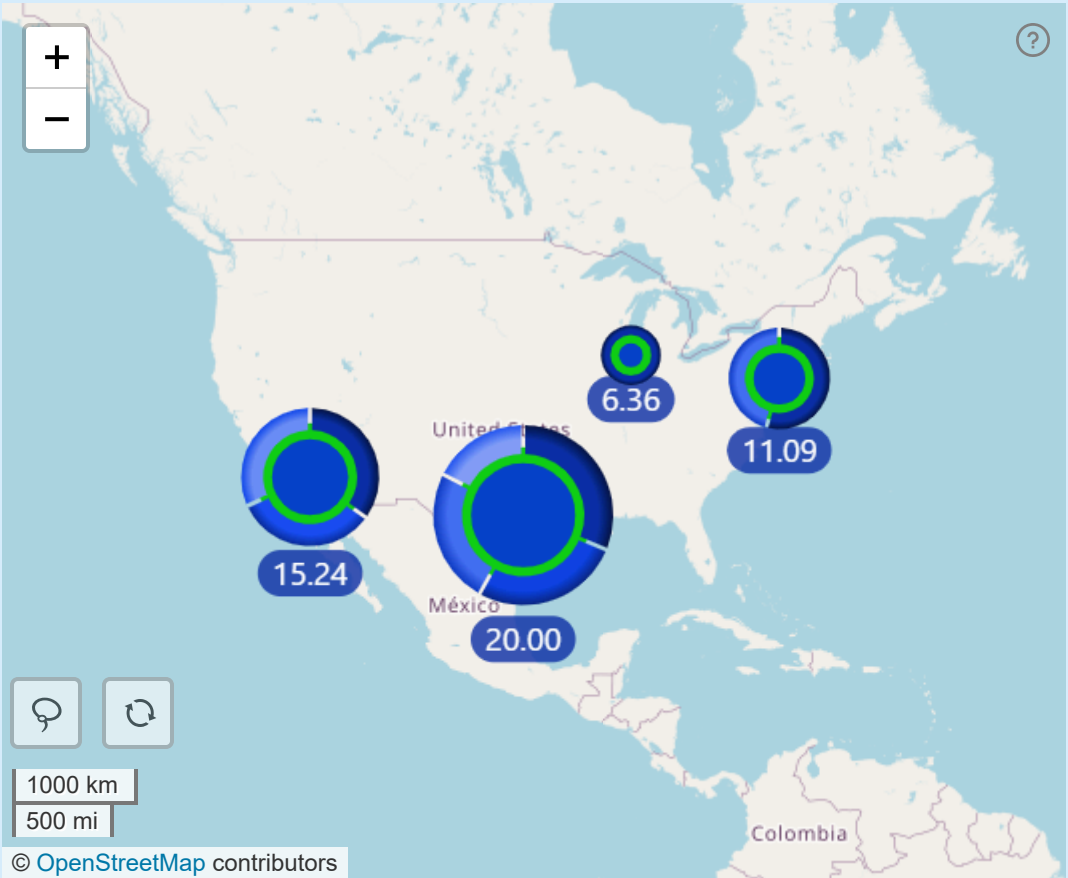 +
?
−
6.36
United States
11.09
15.24
México
20.00
1000 km
500 mi
Colombia
© OpenStreetMap contributors